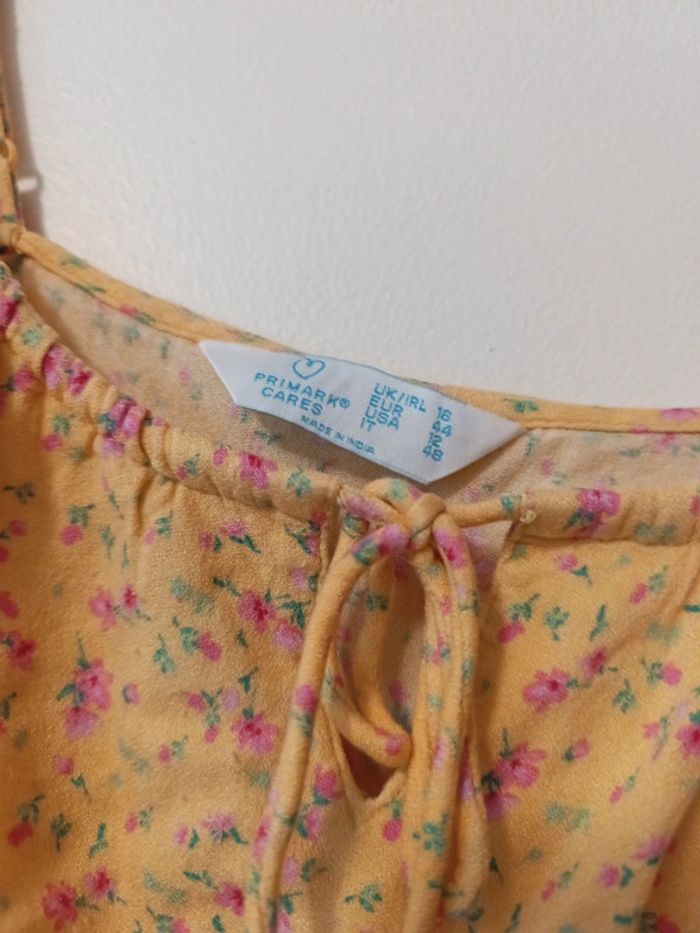 PRIMARK®
CARES
MADE IN INDIA
UK/IRL 16
EUR 44
USA 12
IT 48